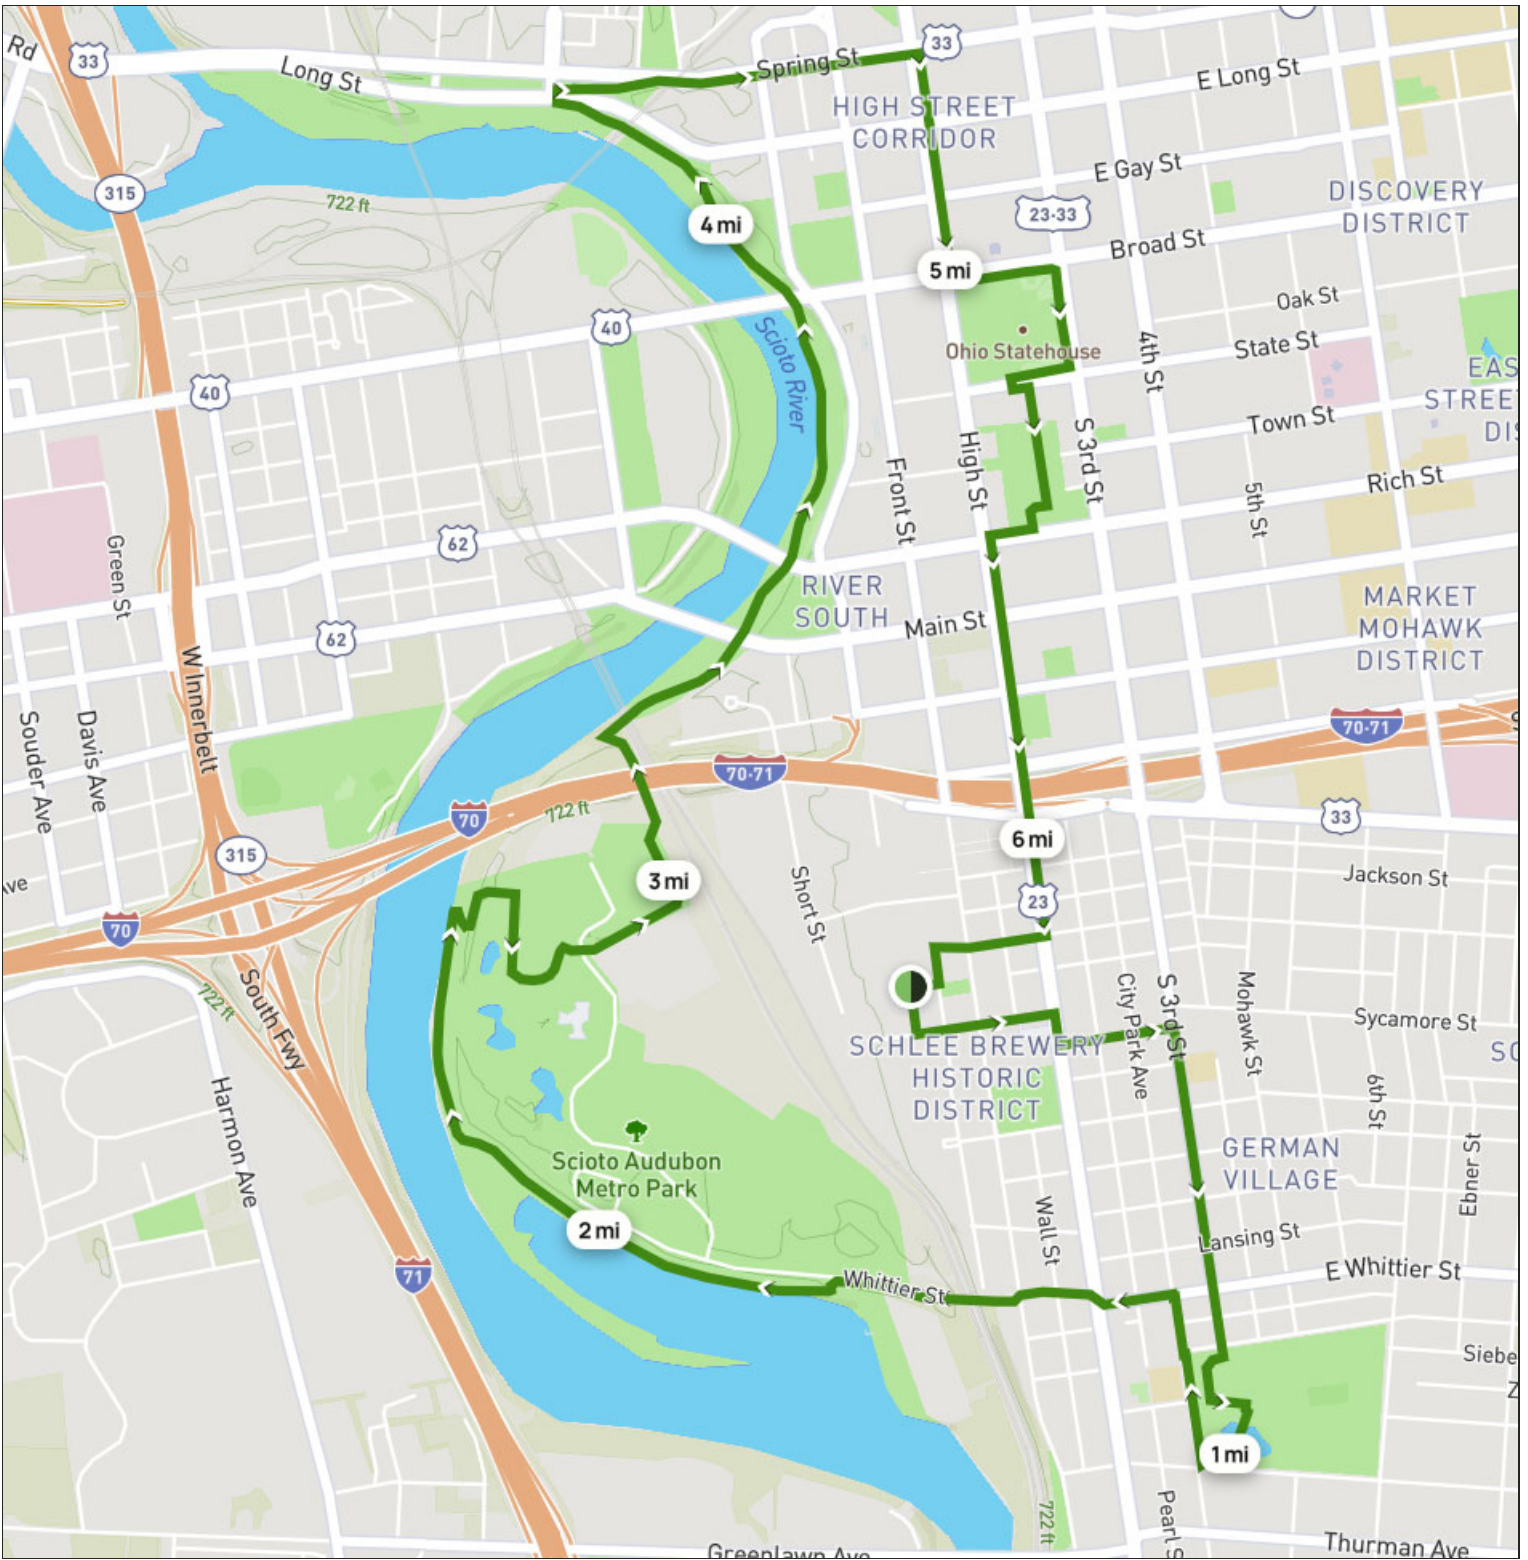 Rd
33
Long St
Spring St
33
E Long St
HIGH STREET
CORRIDOR
E Gay St
315
722 ft
4 mi
23-33
DISCOVERY
DISTRICT
Broad St
5 mi
Oak St
40
Scioto River
Ohio Statehouse
4th St
State St
40
EAS
STREE
DIS
Town St
High St
S 3rd St
Front St
Rich St
5th St
62
Green St
RIVER
SOUTH
Main St
MARKET
MOHAWK
DISTRICT
62
W Innerbelt
Souder Ave
Davis Ave
70-71
70-71
70
722 ft
33
6 mi
315
3 mi
Jackson St
Ave
Short St
23
70
South Fwy
722 ft
City Park Ave
S 3rd St
Mohawk St
Sycamore St
SCHLEE BREWERY
HISTORIC
DISTRICT
SC
Harmon Ave
6th St
Scioto Audubon
Metro Park
GERMAN
VILLAGE
Ebner St
2 mi
Wall St
Lansing St
71
Whittier St
E Whittier St
Siebe
Z
1 mi
722 ft
Pearl S
Thurman Ave
Greenlawn Ave